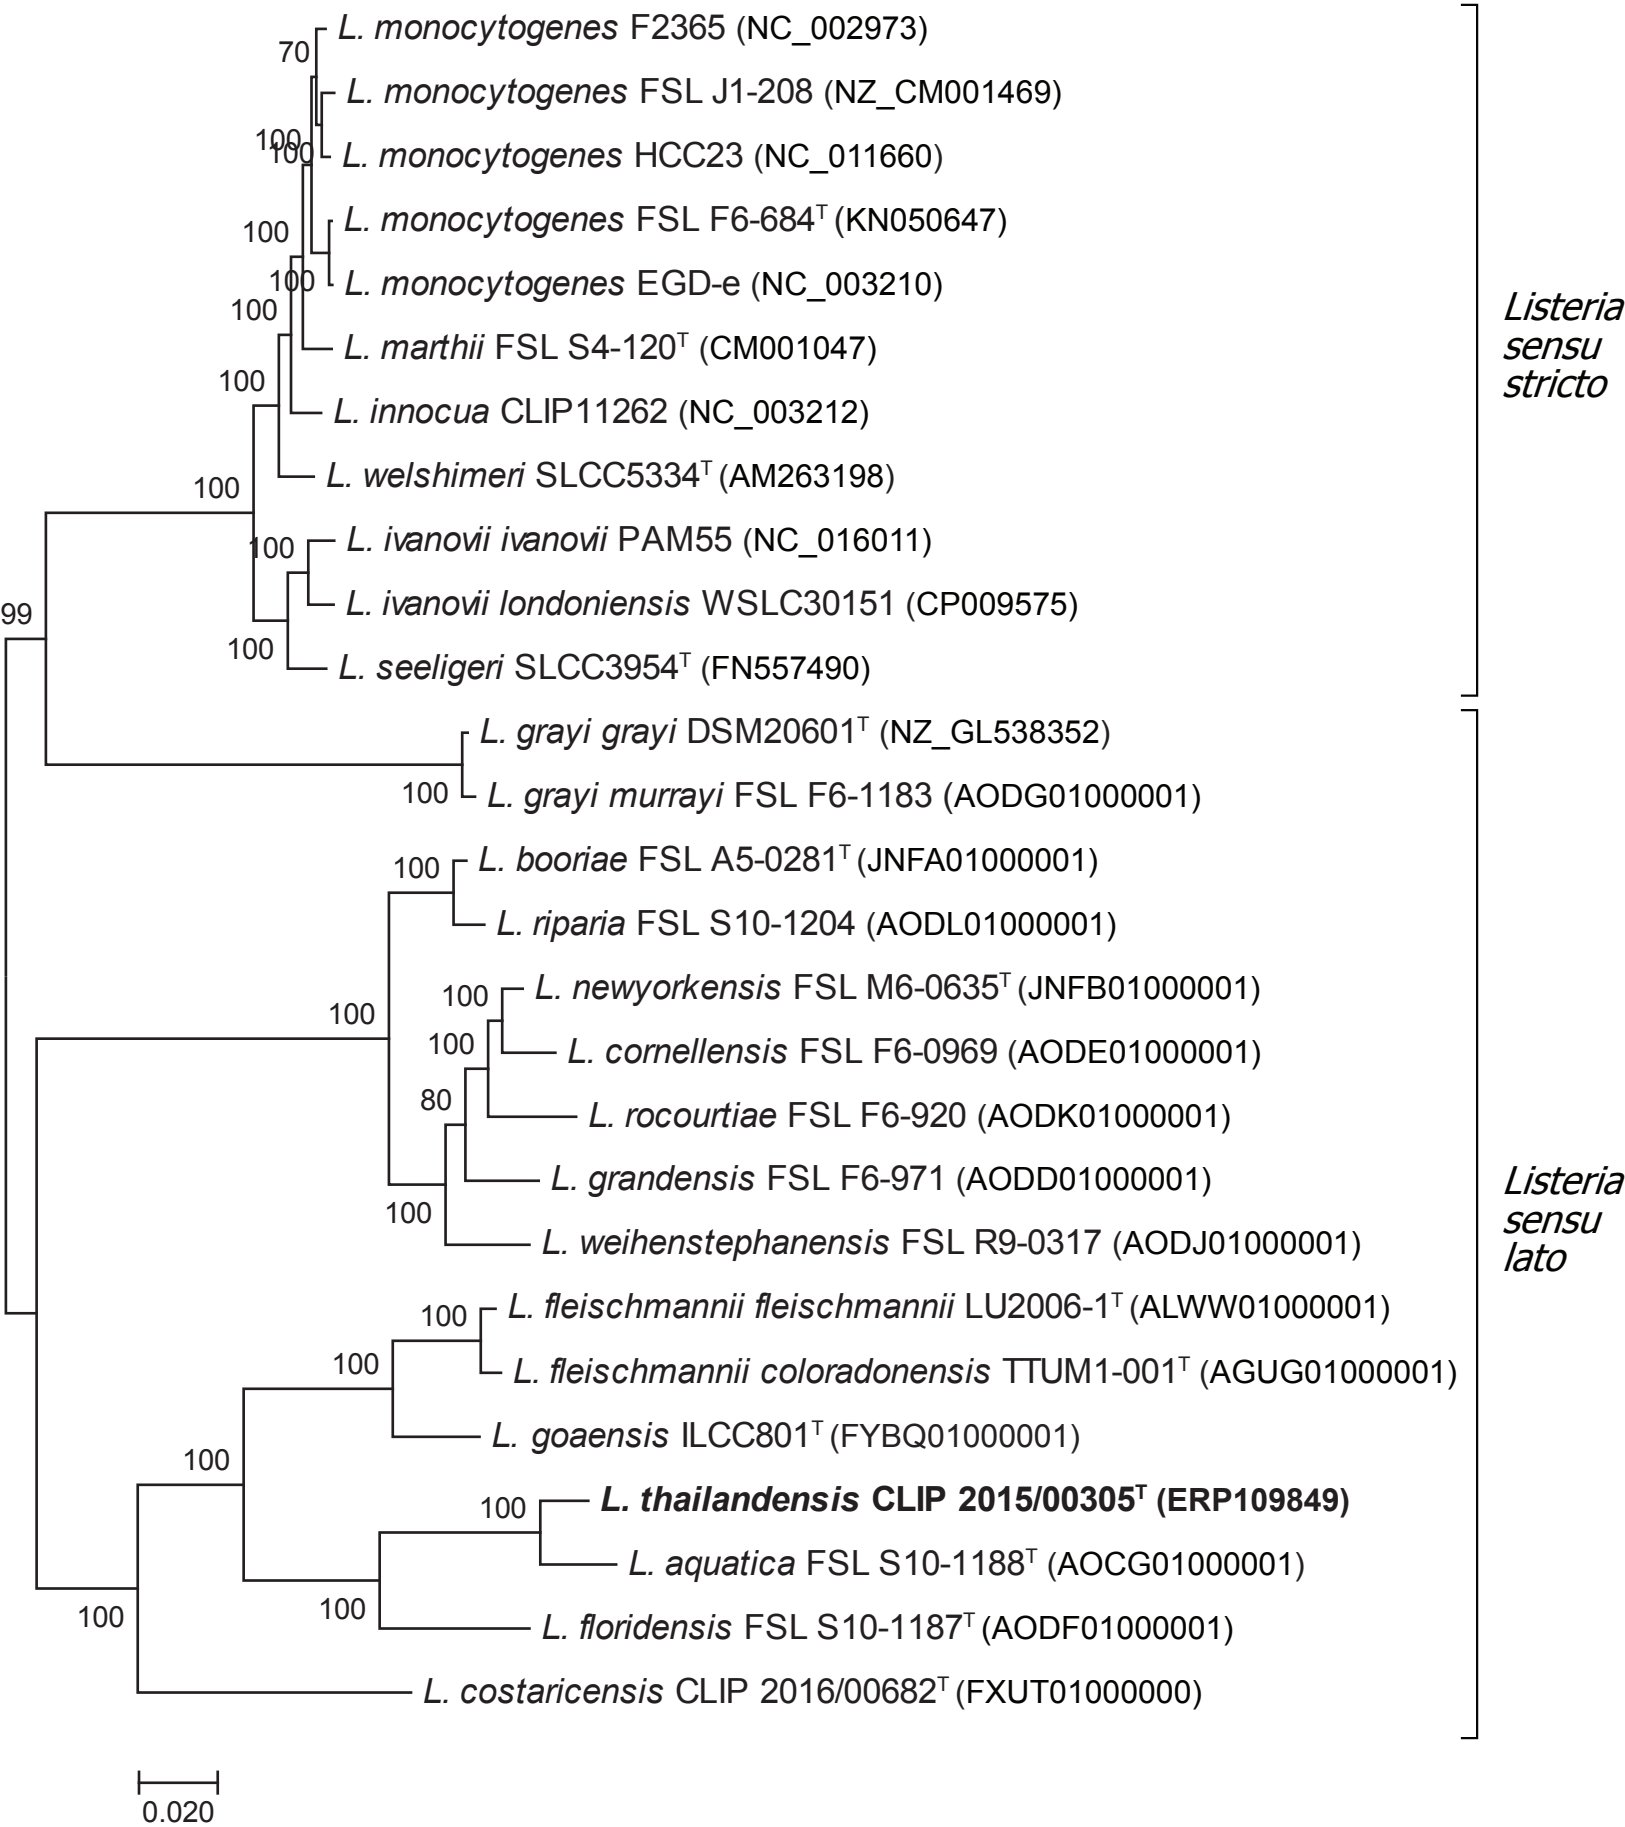 L. monocytogenes F2365 (NC_002973)
70
L. monocytogenes FSL J1-208 (NZ_CM001469)
100
100
L. monocytogenes HCC23 (NC_011660)
L. monocytogenes FSL F6-684T (KN050647)
100
100
L. monocytogenes EGD-e (NC_003210)
100
L. marthii FSL S4-120T (CM001047)
Listeria
sensu
stricto
100
L. innocua CLIP11262 (NC_003212)
L. welshimeri SLCC5334T (AM263198)
100
L. ivanovii ivanovii PAM55 (NC_016011)
100
L. ivanovii londoniensis WSLC30151 (CP009575)
99
100
L. seeligeri SLCC3954T (FN557490)
L. grayi grayi DSM20601T (NZ_GL538352)
100
L. grayi murrayi FSL F6-1183 (AODG01000001)
100
L. booriae FSL A5-0281T (JNFA01000001)
L. riparia FSL S10-1204 (AODL01000001)
100
L. newyorkensis FSL M6-0635T (JNFB01000001)
100
100
L. cornellensis FSL F6-0969 (AODE01000001)
80
L. rocourtiae FSL F6-920 (AODK01000001)
L. grandensis FSL F6-971 (AODD01000001)
Listeria
sensu
lato
100
L. weihenstephanensis FSL R9-0317 (AODJ01000001)
100
L. fleischmannii fleischmannii LU2006-1T (ALWW01000001)
100
L. fleischmannii coloradonensis TTUM1-001T (AGUG01000001)
L. goaensis ILCC801T (FYBQ01000001)
100
100
L. thailandensis CLIP 2015/00305T (ERP109849)
L. aquatica FSL S10-1188T (AOCG01000001)
100
100
L. floridensis FSL S10-1187T (AODF01000001)
L. costaricensis CLIP 2016/00682T (FXUT01000000)
0.020